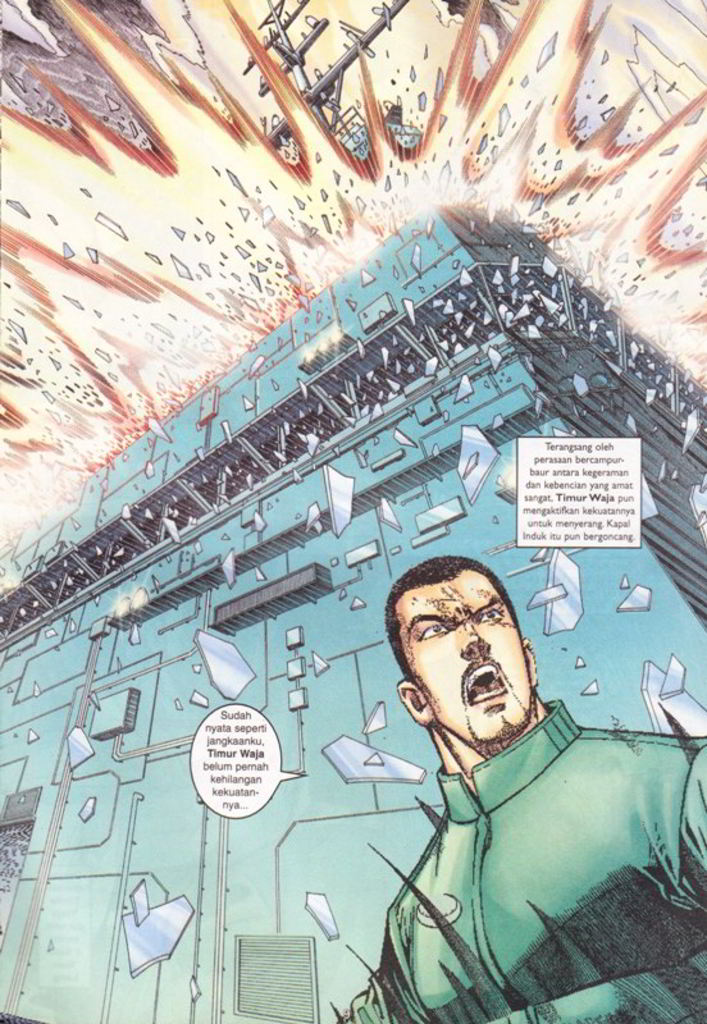 Terangsang oleh
perasaan bercampur-
baur antara kegeraman
dan kebencian yang amat
sangat, Timur Waja pun
mengaktifkan kekuatannya
untuk menyerang. Kapal
Induk itu pun bergoncang.
Sudah
nyata seperti
jangkaanku,
Timur Waja
belum pernah
kehilangan
kekuatan-
nya...